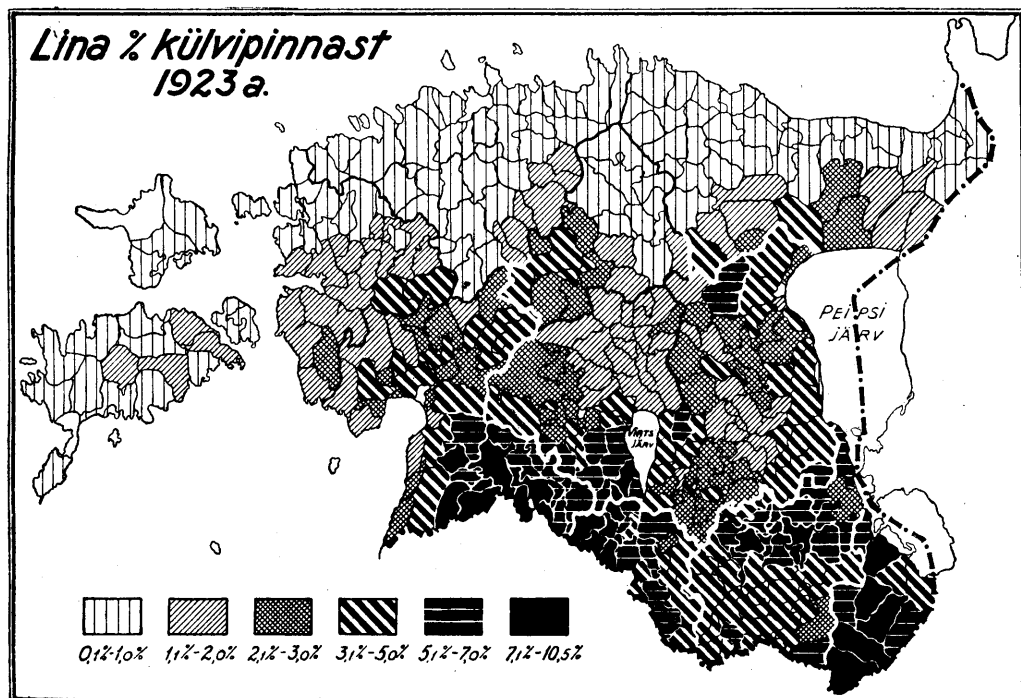 Lina % külvipinnast
1923 a.
PEIPSI
JÄRV
VIRTS
JÄRV
0,1%-1,0% 1,1%-2,0% 2,1%-3,0% 3,1%-5,0% 5,1%-7,0% 7,1%-10,5%